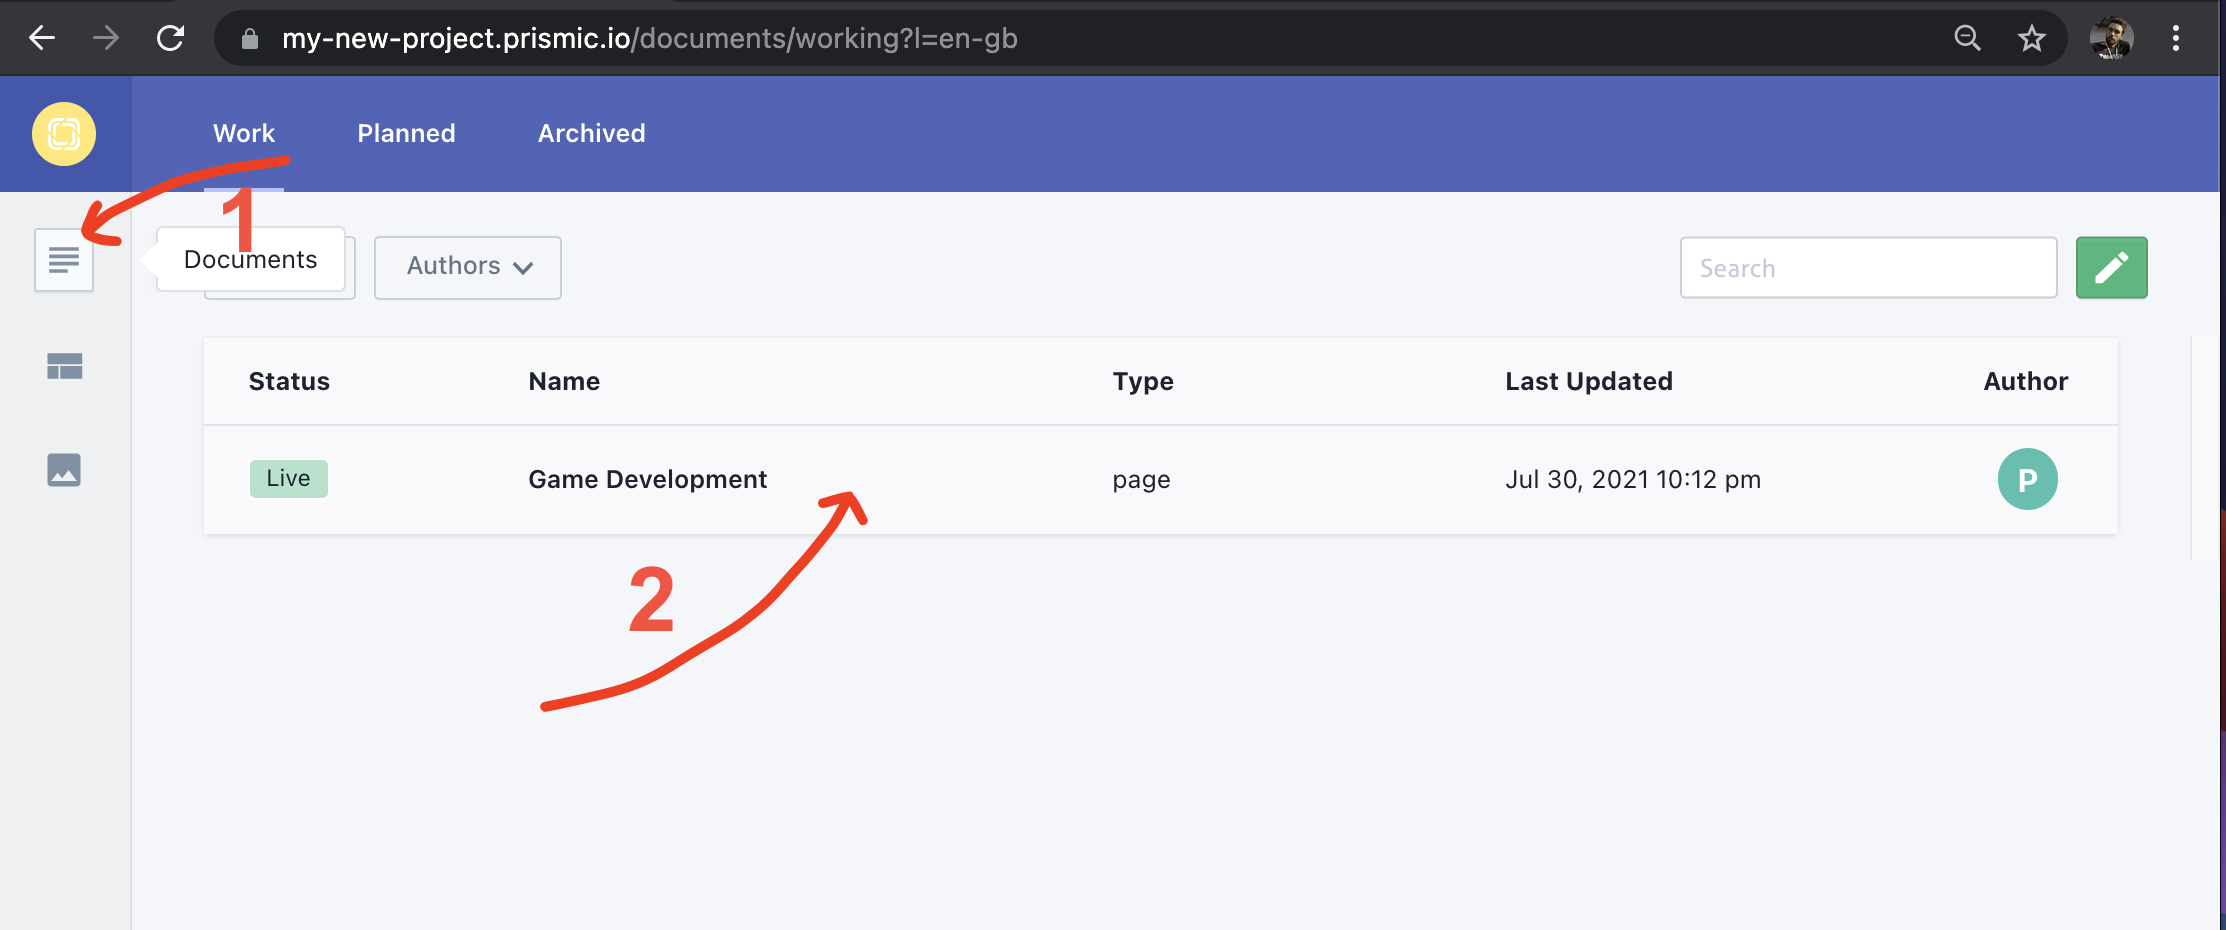 my-new-project.prismic.io/documents/working?l=en-gb
Work Planned Archived
1
Documents Authors Search
Status Name Type Last Updated Author
Live Game Development page Jul 30, 2021 10:12 pm P
2